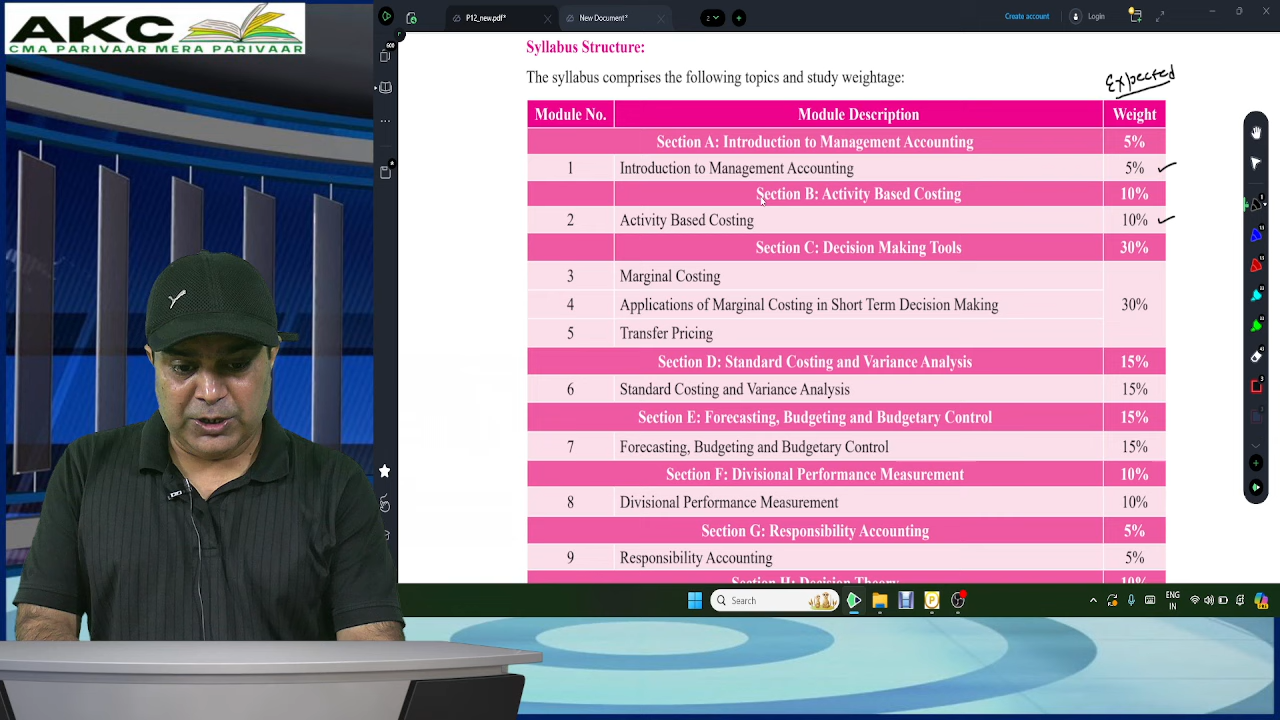 AKC
CMA PARIVAAR MERA PARIVAAR
P12_new.pdf*
New Document*
Create account
Login
Syllabus Structure:
The syllabus comprises the following topics and study weightage:
Expected
Module No. Module Description Weight
Section A: Introduction to Management Accounting 5%
1 Introduction to Management Accounting 5%
Section B: Activity Based Costing 10%
2 Activity Based Costing 10%
Section C: Decision Making Tools 30%
3 Marginal Costing
4 Applications of Marginal Costing in Short Term Decision Making 30%
5 Transfer Pricing
Section D: Standard Costing and Variance Analysis 15%
6 Standard Costing and Variance Analysis 15%
Section E: Forecasting, Budgeting and Budgetary Control 15%
7 Forecasting, Budgeting and Budgetary Control 15%
Section F: Divisional Performance Measurement 10%
8 Divisional Performance Measurement 10%
Section G: Responsibility Accounting 5%
9 Responsibility Accounting 5%
Section H: Decision Theory 10%
Search
ENG
IN